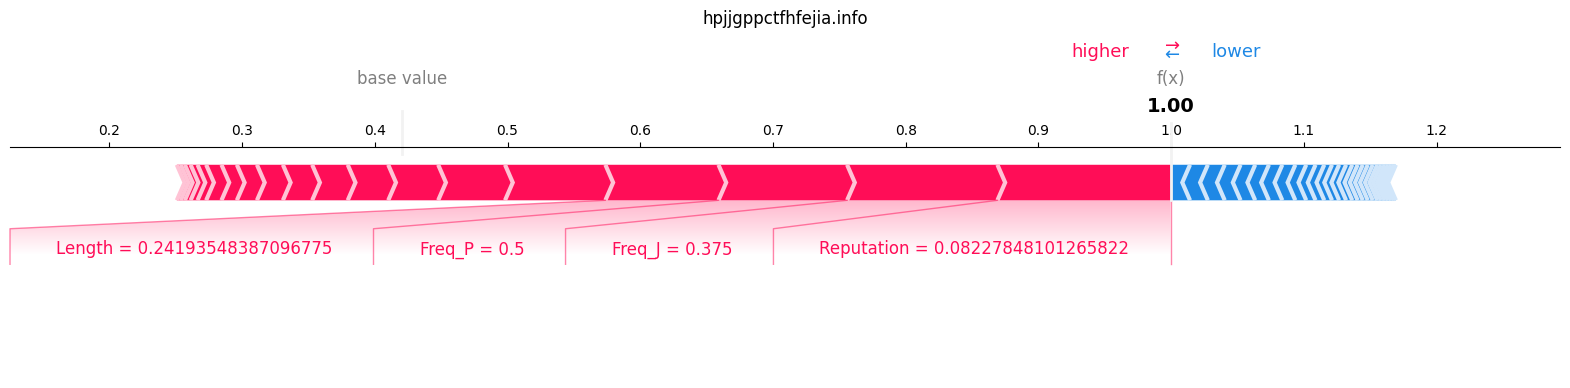 hpjjgppctfhfejia.info
higher ⇄ lower
base value f(x)
1.00
0.2 0.3 0.4 0.5 0.6 0.7 0.8 0.9 1.0 1.1 1.2
Length = 0.24193548387096775 Freq_P = 0.5 Freq_J = 0.375 Reputation = 0.08227848101265822